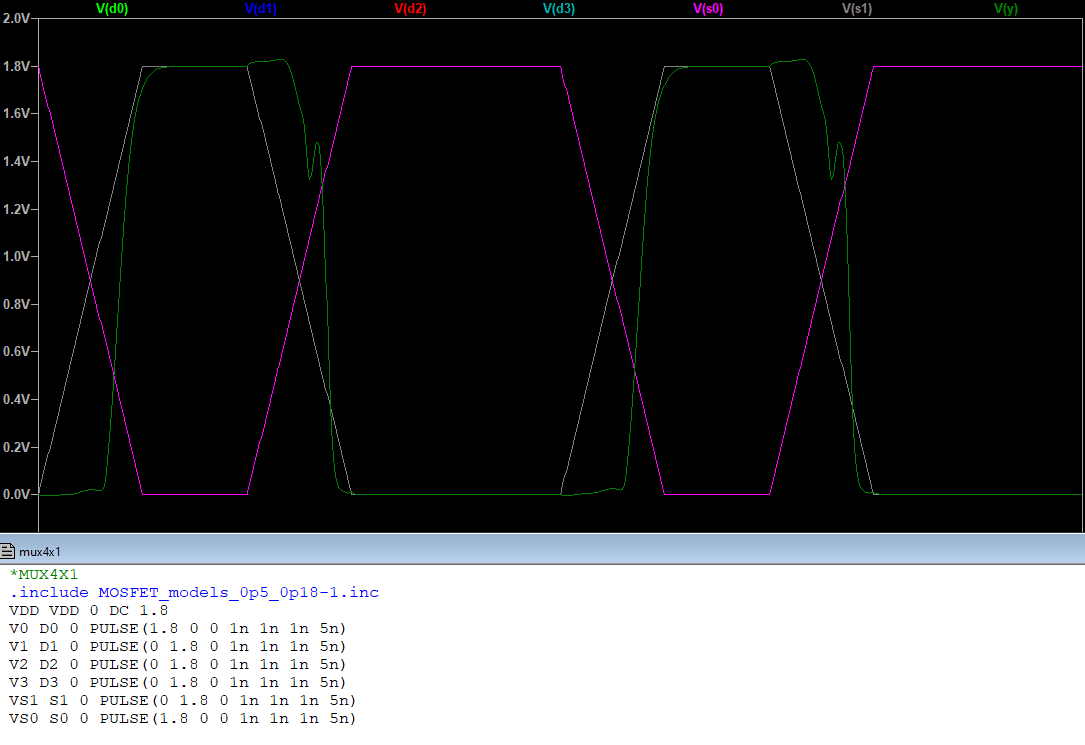 V(d0) V(d1) V(d2) V(d3) V(s0) V(s1) V(y)
2.0V
1.8V
1.6V
1.4V
1.2V
1.0V
0.8V
0.6V
0.4V
0.2V
0.0V
mux4x1
*MUX4X1
.include MOSFET_models_0p5_0p18-1.inc
VDD VDD 0 DC 1.8
V0 D0 0 PULSE(1.8 0 0 1n 1n 1n 5n)
V1 D1 0 PULSE(0 1.8 0 1n 1n 1n 5n)
V2 D2 0 PULSE(0 1.8 0 1n 1n 1n 5n)
V3 D3 0 PULSE(0 1.8 0 1n 1n 1n 5n)
VS1 S1 0 PULSE(0 1.8 0 1n 1n 1n 5n)
VS0 S0 0 PULSE(1.8 0 0 1n 1n 1n 5n)